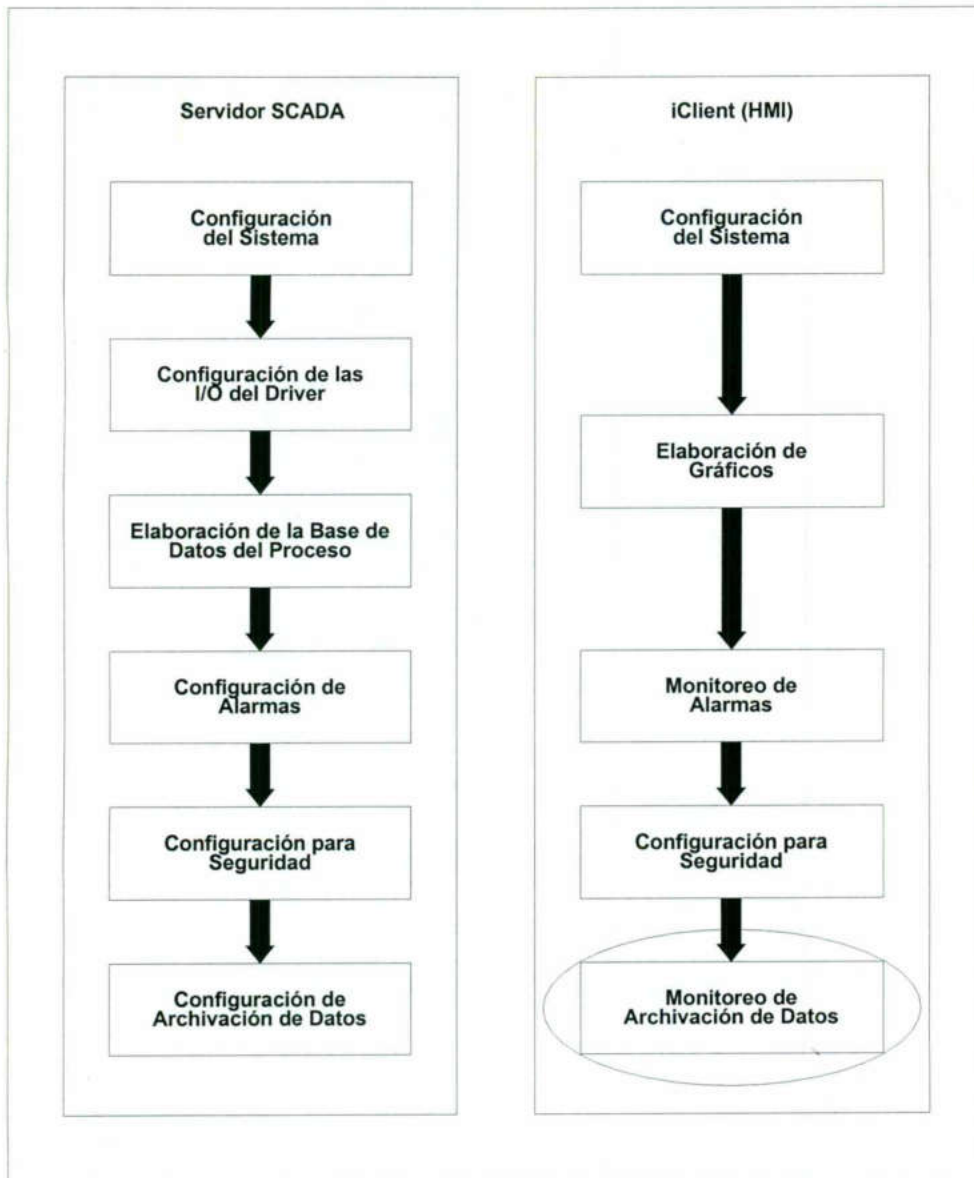 Servidor SCADA
Configuración
del Sistema
Configuración de las
I/O del Driver
Elaboración de la Base de
Datos del Proceso
Configuración de
Alarmas
Configuración para
Seguridad
Configuración de
Archivación de Datos
iClient (HMI)
Configuración
del Sistema
Elaboración de
Gráficos
Monitoreo de
Alarmas
Configuración para
Seguridad
Monitoreo de
Archivación de Datos